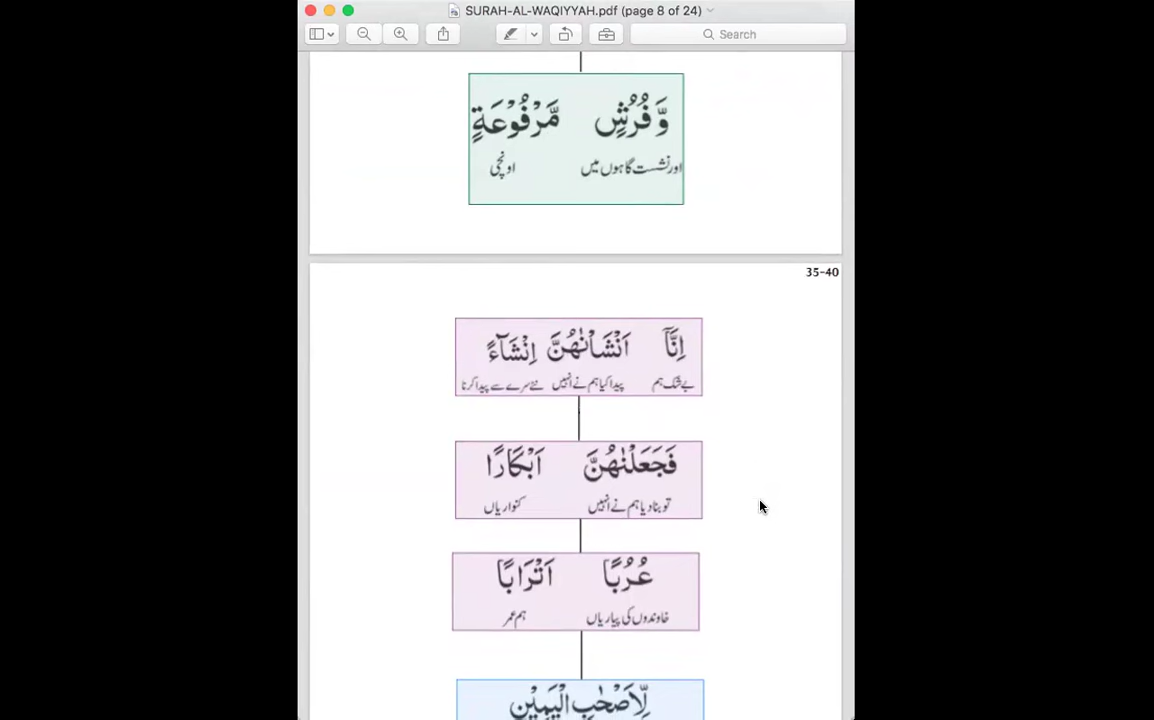 SURAH-AL-WAQIYYAH.pdf (page 8 of 24)
Search
وَّ فُرُشٍ مَّرْفُوْعَةٍ
اور نشست گاہوں میں اونچی
35-40
اِنَّاۤ اَنْشَاْنٰهُنَّ اِنْشَآءً
بے شک ہم پیدا کیا ہم نے انہیں نئے سرے سے پیدا کرنا
فَجَعَلْنٰهُنَّ اَبْكَارًا
تو بنا دیا ہم نے انہیں کنواریاں
عُرُبًا اَتْرَابًا
خاوندوں کی پیاریاں ہم عمر
لِّاَصْحٰبِ الْيَمِيْنِ